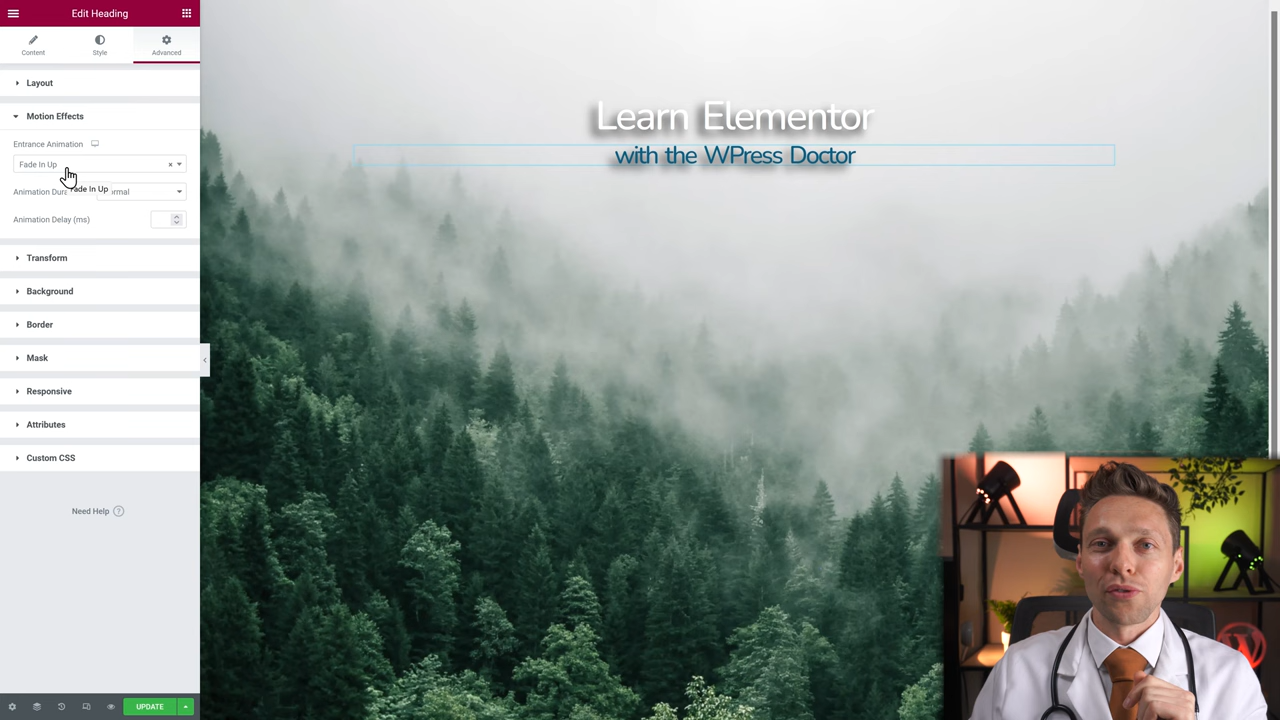 Edit Heading
Content
Style
Advanced
Layout
Motion Effects
Entrance Animation
Fade In Up
Fade In Up
Animation Delay (ms)
Transform
Background
Border
Mask
Responsive
Attributes
Custom CSS
Need Help
UPDATE
Learn Elementor
with the WPress Doctor